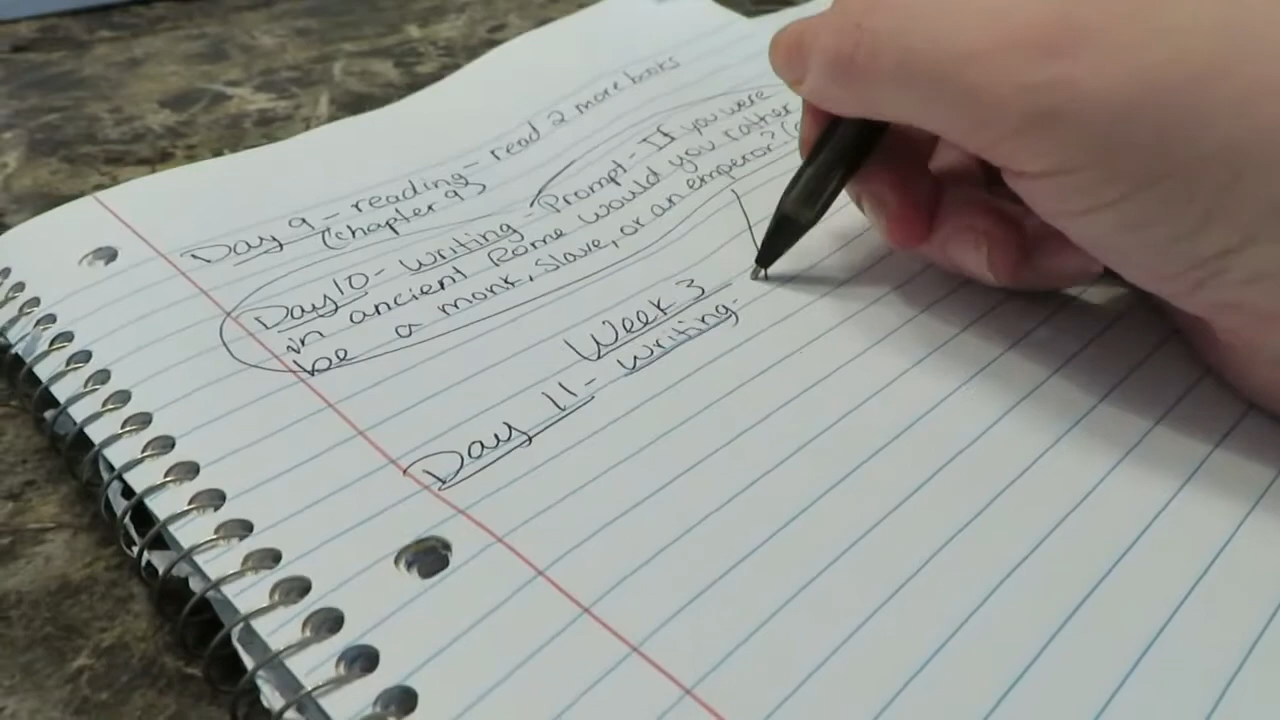 Day 9 - reading - read 2 more books
(chapter 9)
Day 10 - Writing - Prompt - If you were
in ancient Rome would you rather
be a monk, slave, or an emperor? (
Week 3
Day 11 - Writing -